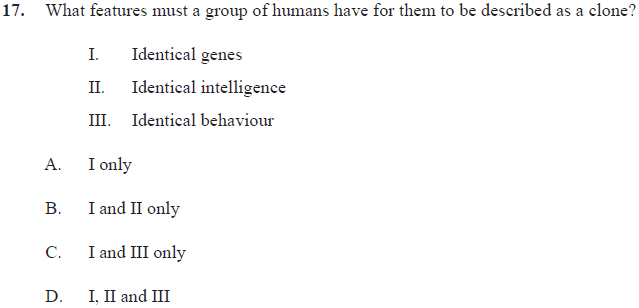 17. What features must a group of humans have for them to be described as a clone?
I. Identical genes
II. Identical intelligence
III. Identical behaviour
A. I only
B. I and II only
C. I and III only
D. I, II and III